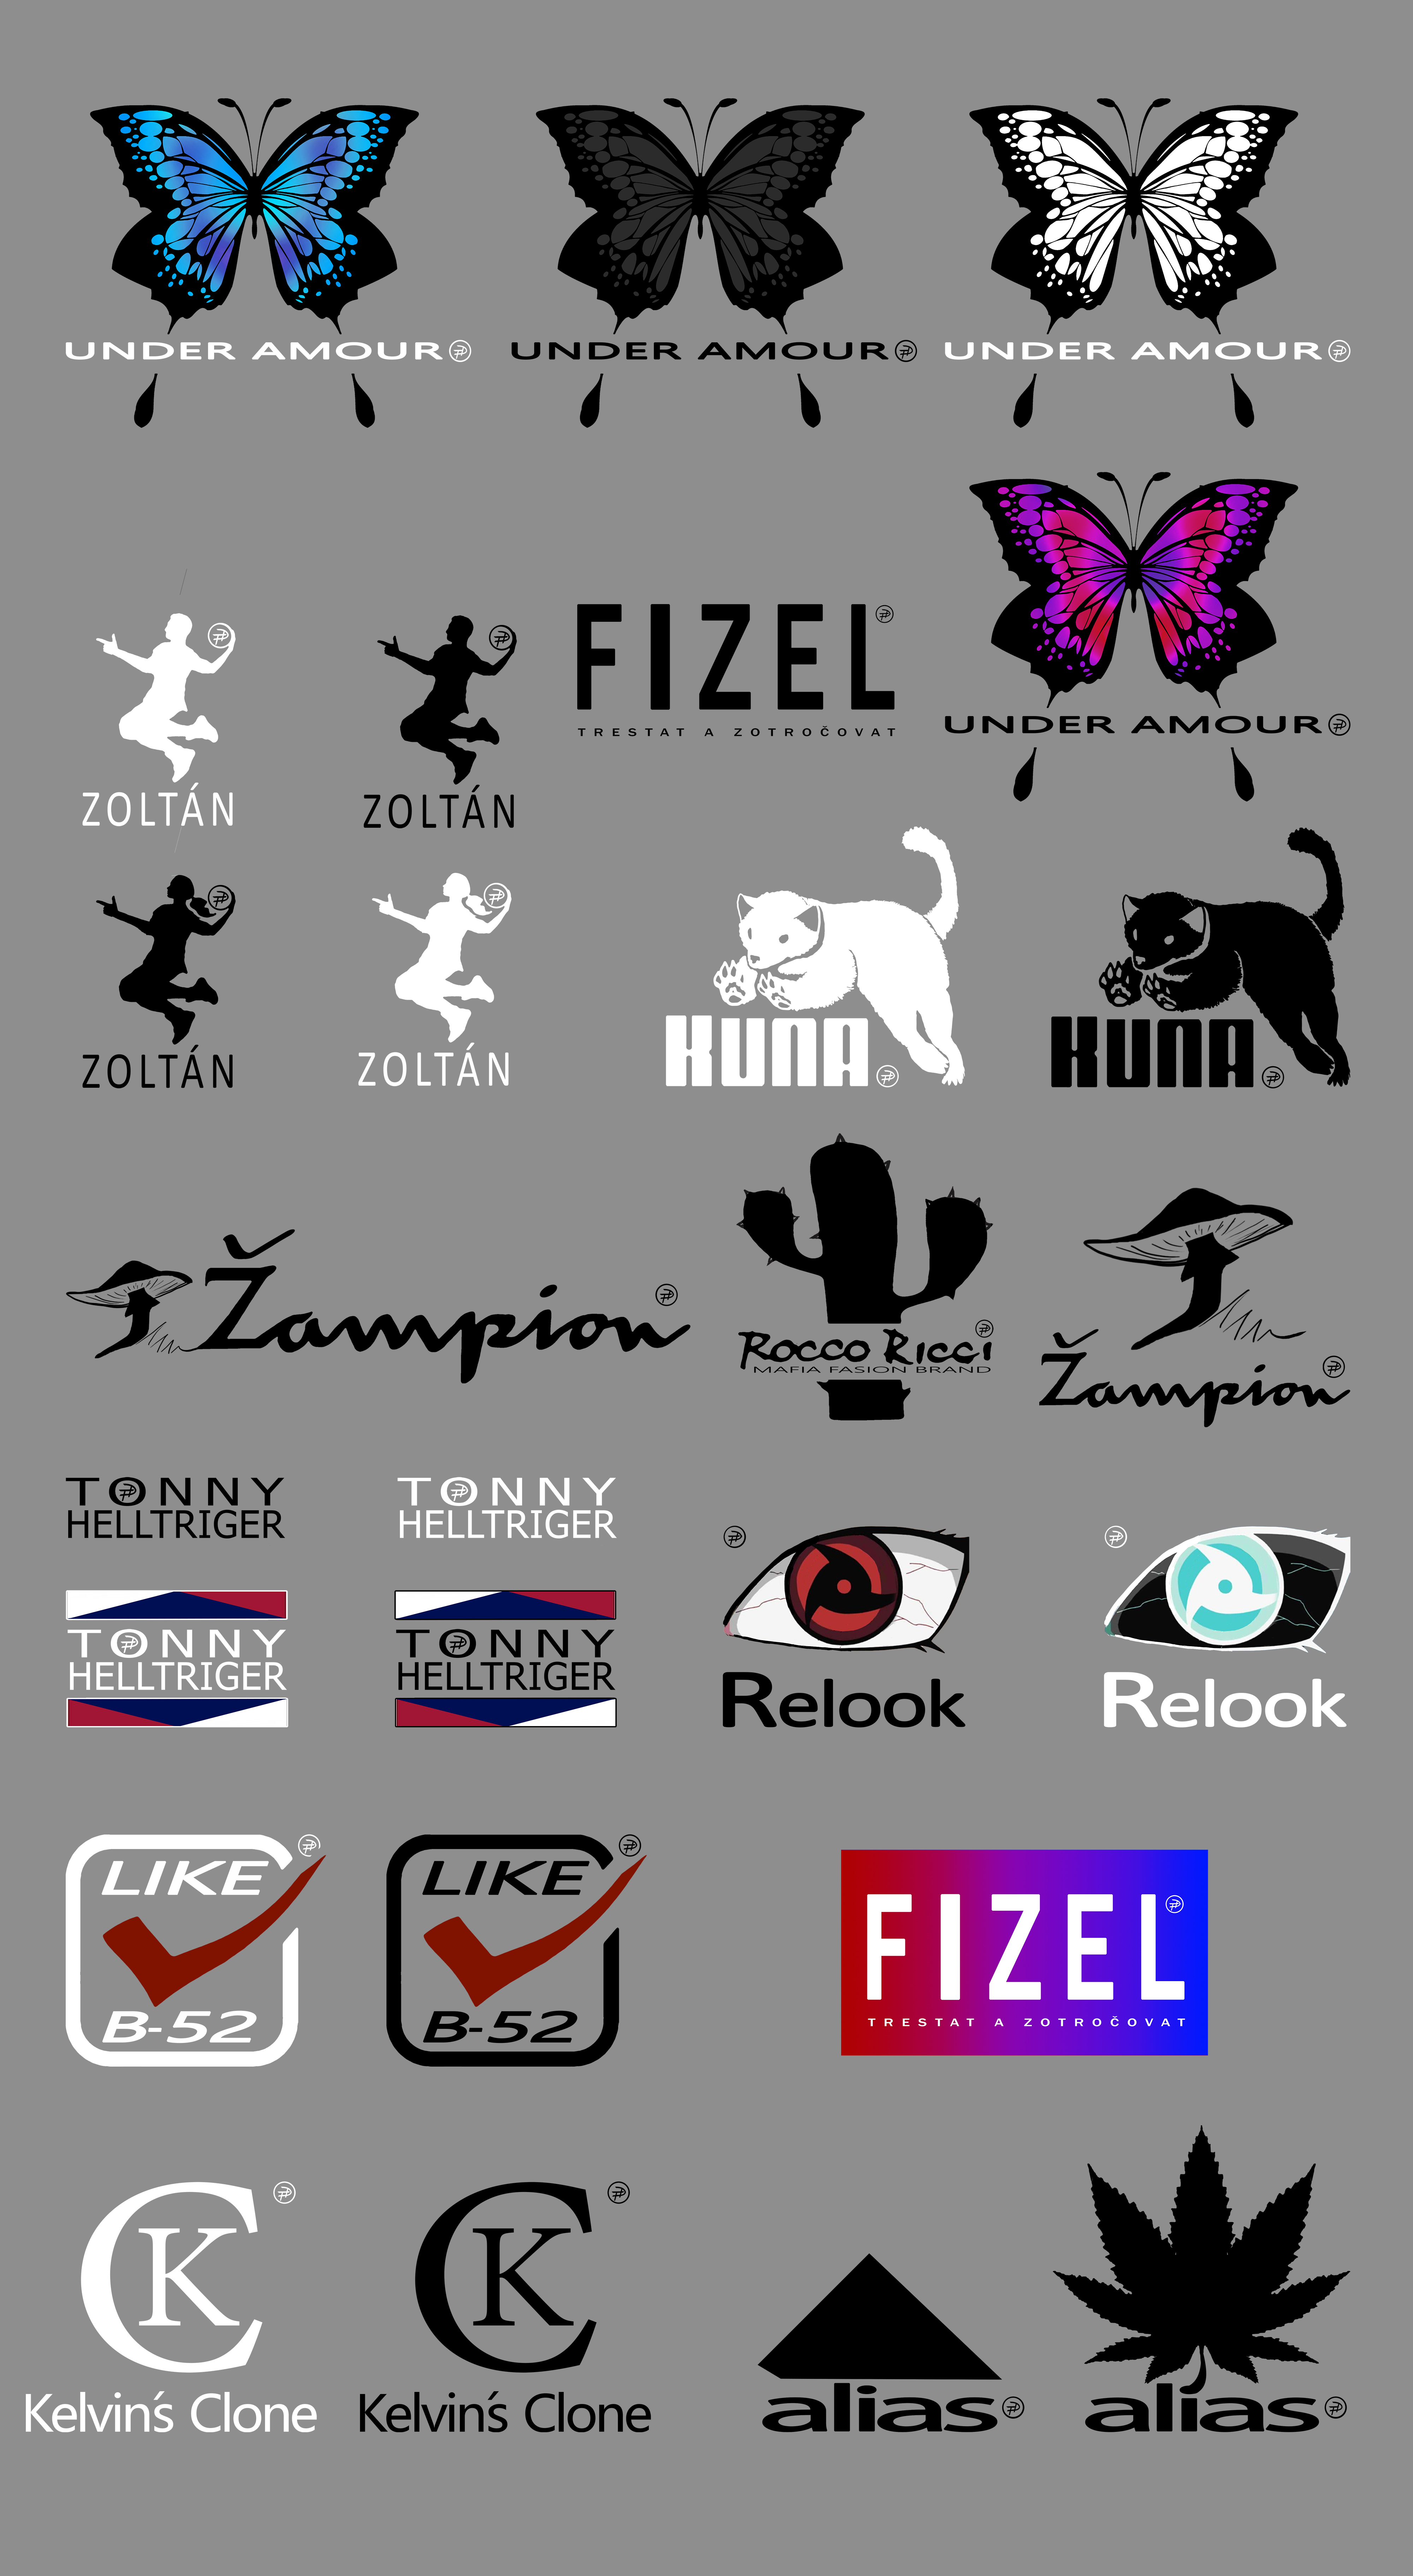 UNDER AMOUR
UNDER AMOUR
UNDER AMOUR
FIZEL
TRESTAT A ZOTROČOVAT
UNDER AMOUR
ZOLTÁN
ZOLTÁN
ZOLTÁN
ZOLTÁN
KUNA
KUNA
Žampion
Rocco Ricci
MAFIA FASION BRAND
Žampion
TONNY
HELLTRIGER
TONNY
HELLTRIGER
TONNY
HELLTRIGER
TONNY
HELLTRIGER
Relook
Relook
LIKE
B-52
LIKE
B-52
FIZEL
TRESTAT A ZOTROČOVAT
CK
Kelvin´s Clone
CK
Kelvin´s Clone
alias
alias